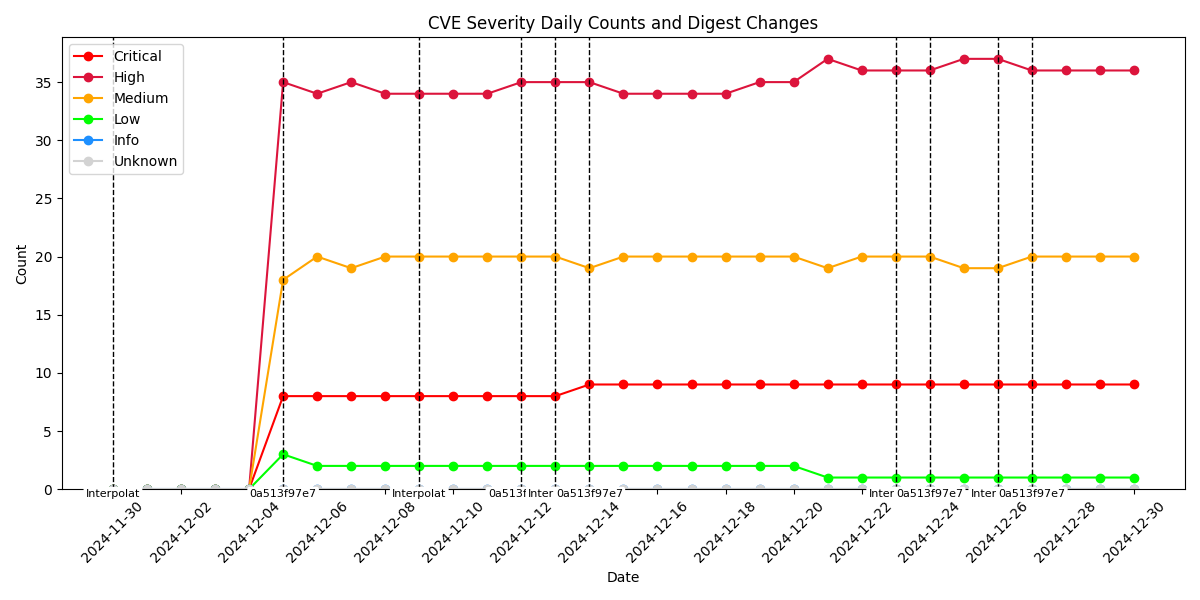 CVE Severity Daily Counts and Digest Changes
Critical
High
Medium
Low
Info
Unknown
35
30
25
20
15
10
5
0
Count
Interpolat
0a513f97e7
Interpolat
0a513f
Inter
0a513f97e7
Inter
0a513f97e7
Inter
0a513f97e7
2024-11-30
2024-12-02
2024-12-04
2024-12-06
2024-12-08
2024-12-10
2024-12-12
2024-12-14
2024-12-16
2024-12-18
2024-12-20
2024-12-22
2024-12-24
2024-12-26
2024-12-28
2024-12-30
Date